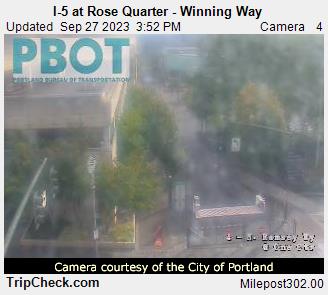 I-5 at Rose Quarter - Winning Way
Updated Sep 27 2023 3:52 PM Camera 4
PBOT
PORTLAND BUREAU OF TRANSPORTATION
Ramsay
Camera courtesy of the City of Portland
TripCheck.com Milepost302.00